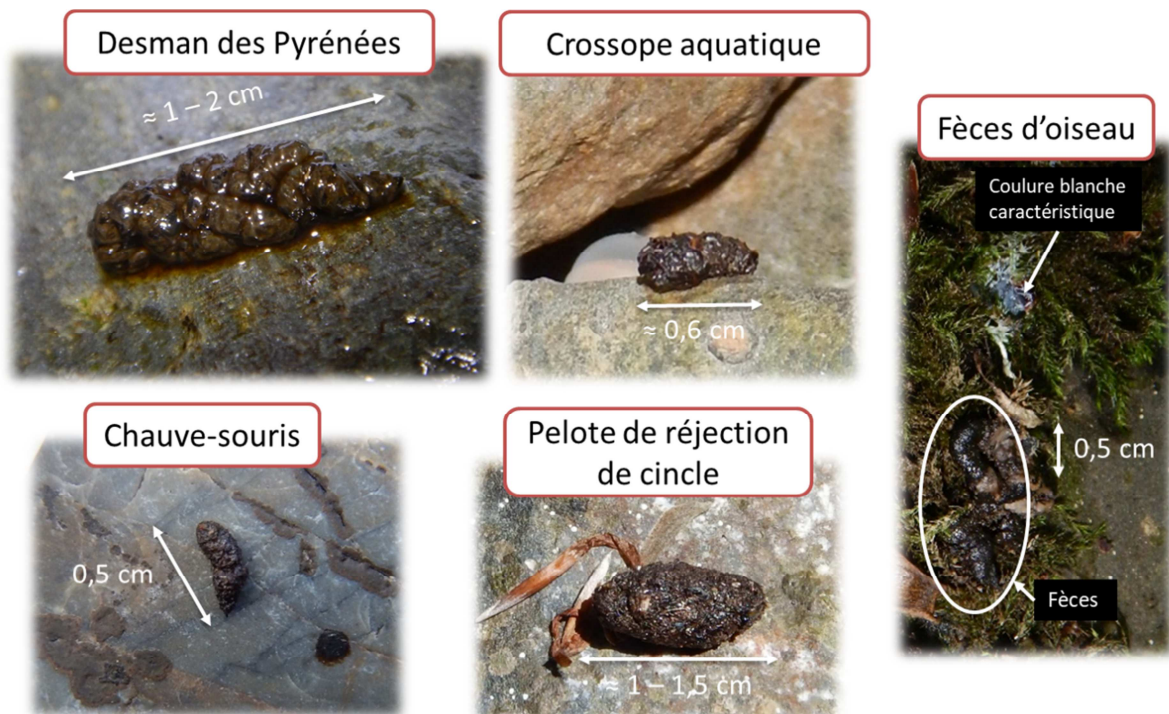 Desman des Pyrénées
≈ 1 – 2 cm
Crossope aquatique
≈ 0,6 cm
Fèces d'oiseau
Coulure blanche
caractéristique
0,5 cm
Fèces
Chauve-souris
0,5 cm
Pelote de réjection
de cincle
≈ 1 – 1,5 cm